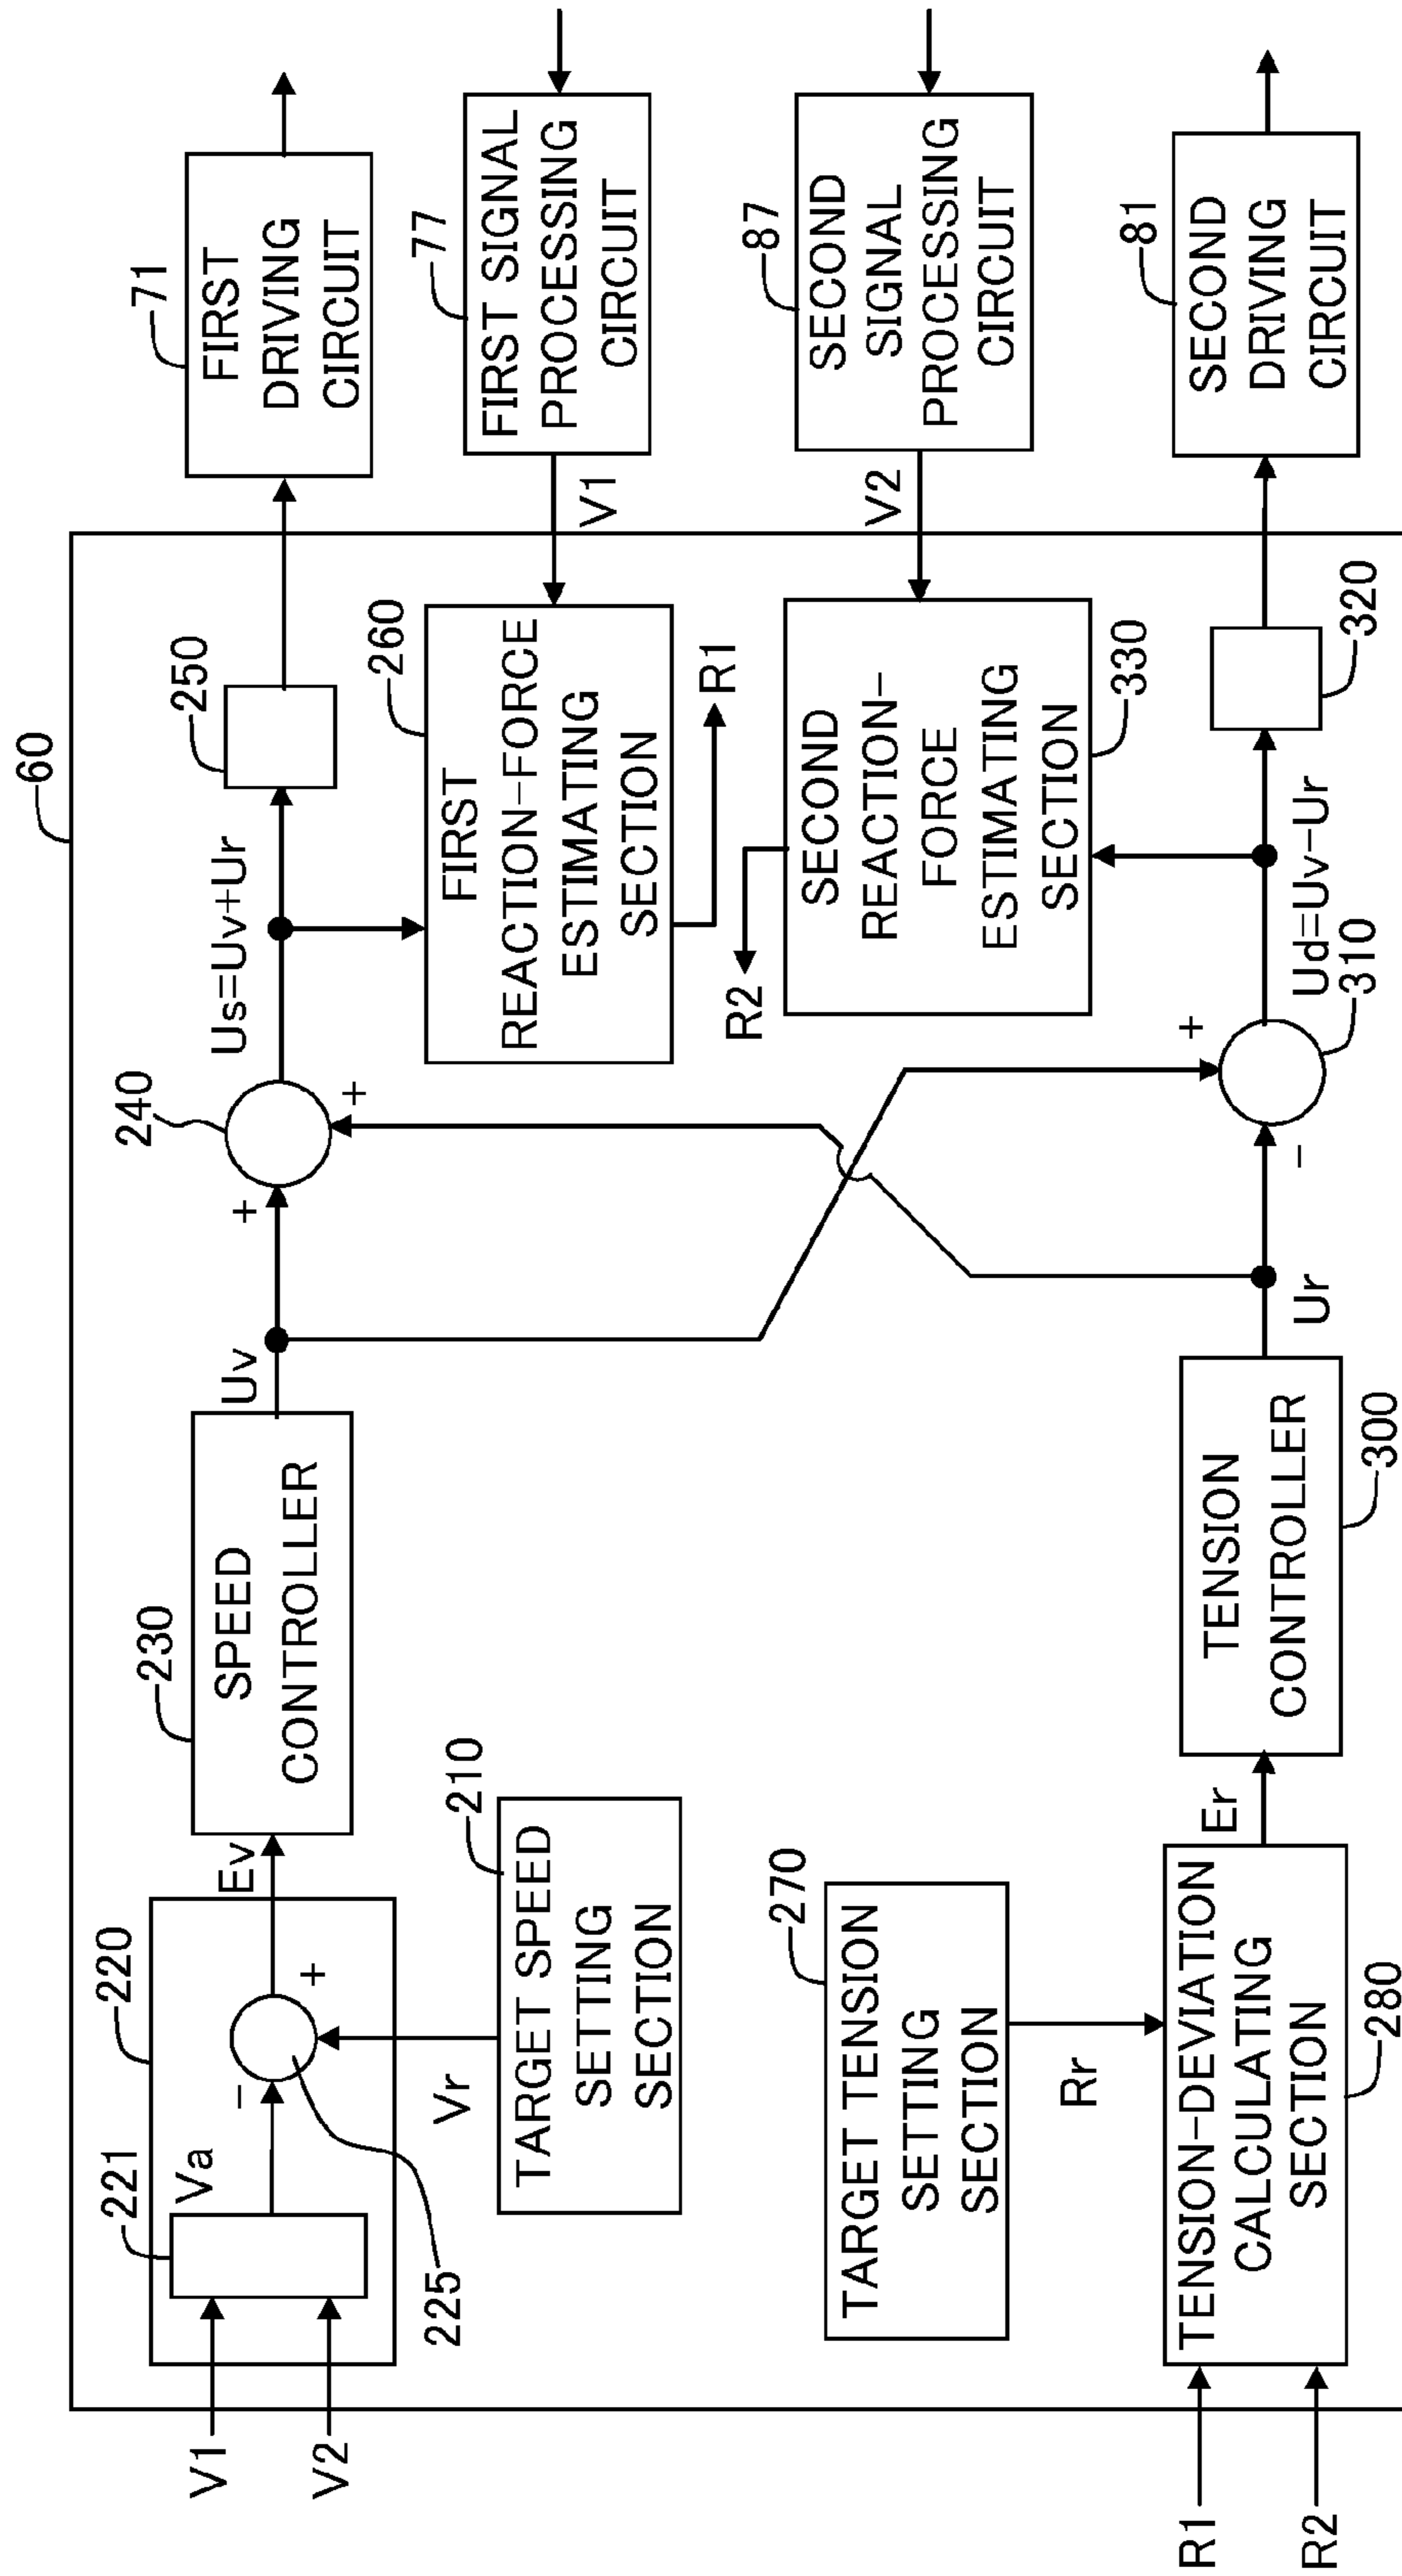 60
220
221
Va
V1
V2
−
+
225
Ev
230
SPEED
CONTROLLER
Uv
+
240
+
Us=Uv+Ur
250
71
FIRST
DRIVING
CIRCUIT
Vr
210
TARGET SPEED
SETTING
SECTION
260
FIRST
REACTION-FORCE
ESTIMATING
SECTION
R1
V1
77
FIRST SIGNAL
PROCESSING
CIRCUIT
270
TARGET TENSION
SETTING
SECTION
Rr
R2
SECOND
REACTION-
FORCE
ESTIMATING
SECTION
330
V2
87
SECOND
SIGNAL
PROCESSING
CIRCUIT
R1
R2
TENSION-DEVIATION
CALCULATING
SECTION
280
Er
TENSION
CONTROLLER
300
Ur
−
+
310
Ud=Uv-Ur
320
81
SECOND
DRIVING
CIRCUIT